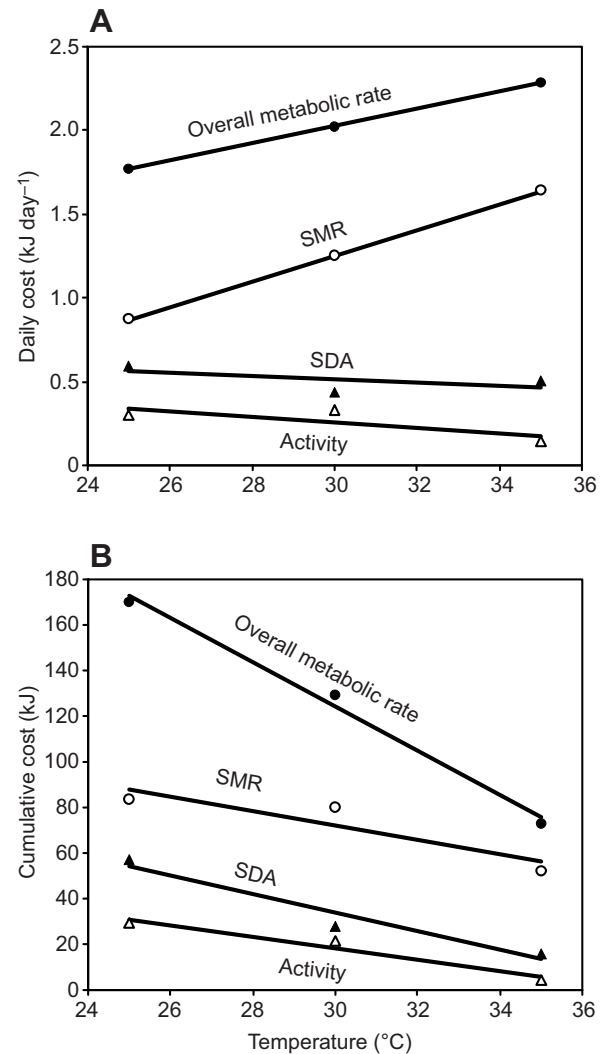 A
2.5
2.0
1.5
1.0
0.5
0
Daily cost (kJ day⁻¹)
Overall metabolic rate
SMR
SDA
Activity
24 26 28 30 32 34 36
B
180
160
140
120
100
80
60
40
20
0
Cumulative cost (kJ)
Overall metabolic rate
SMR
SDA
Activity
24 26 28 30 32 34 36
Temperature (°C)